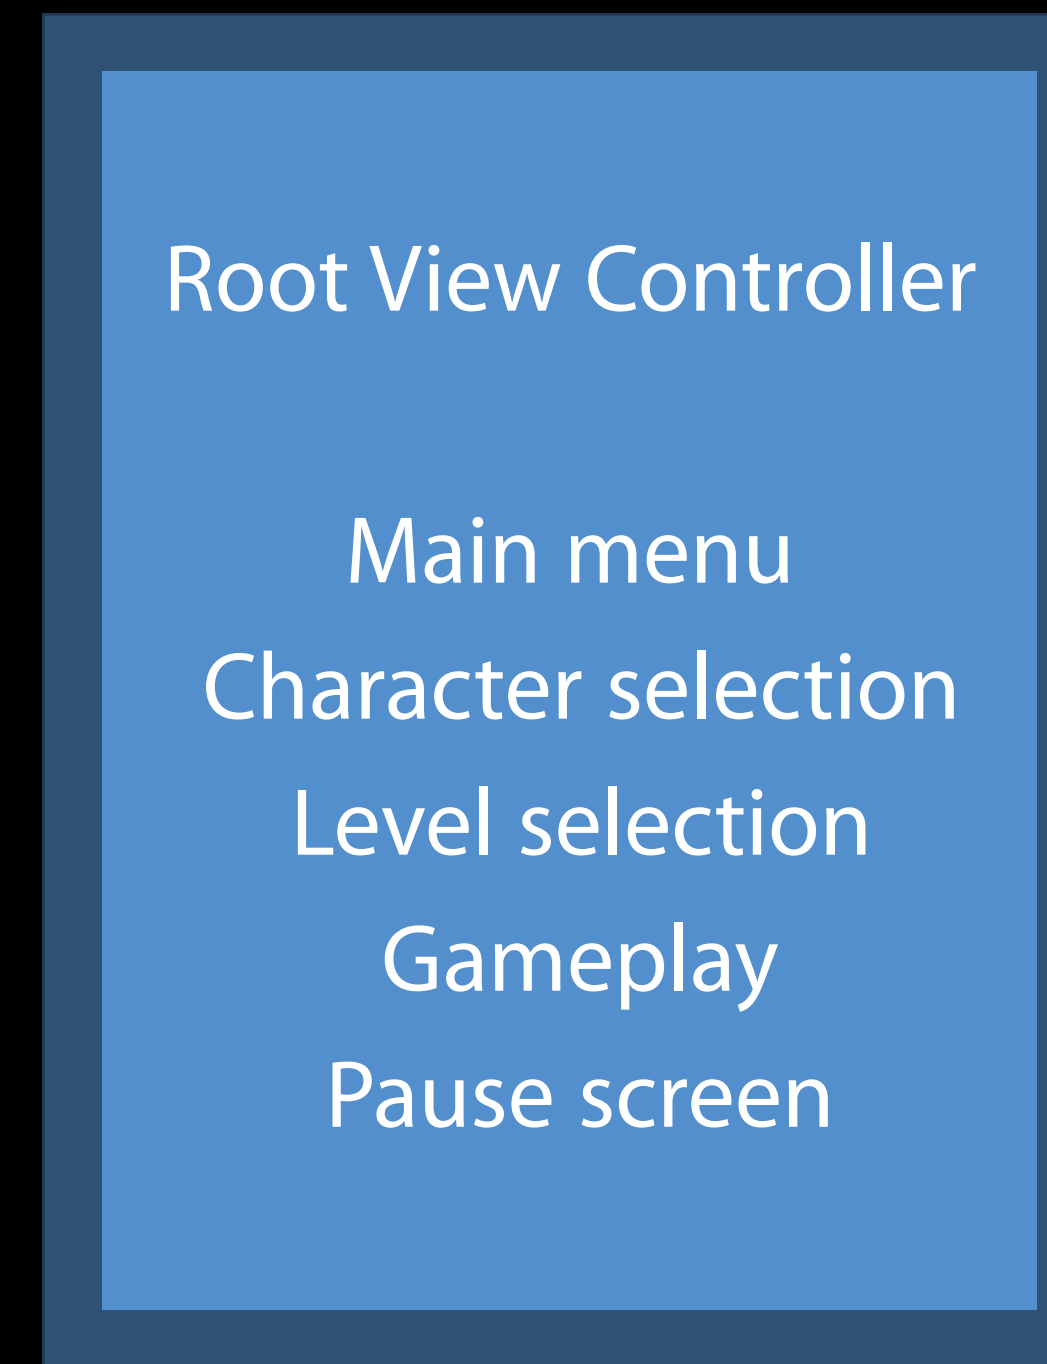 Root View Controller
Main menu
Character selection
Level selection
Gameplay
Pause screen